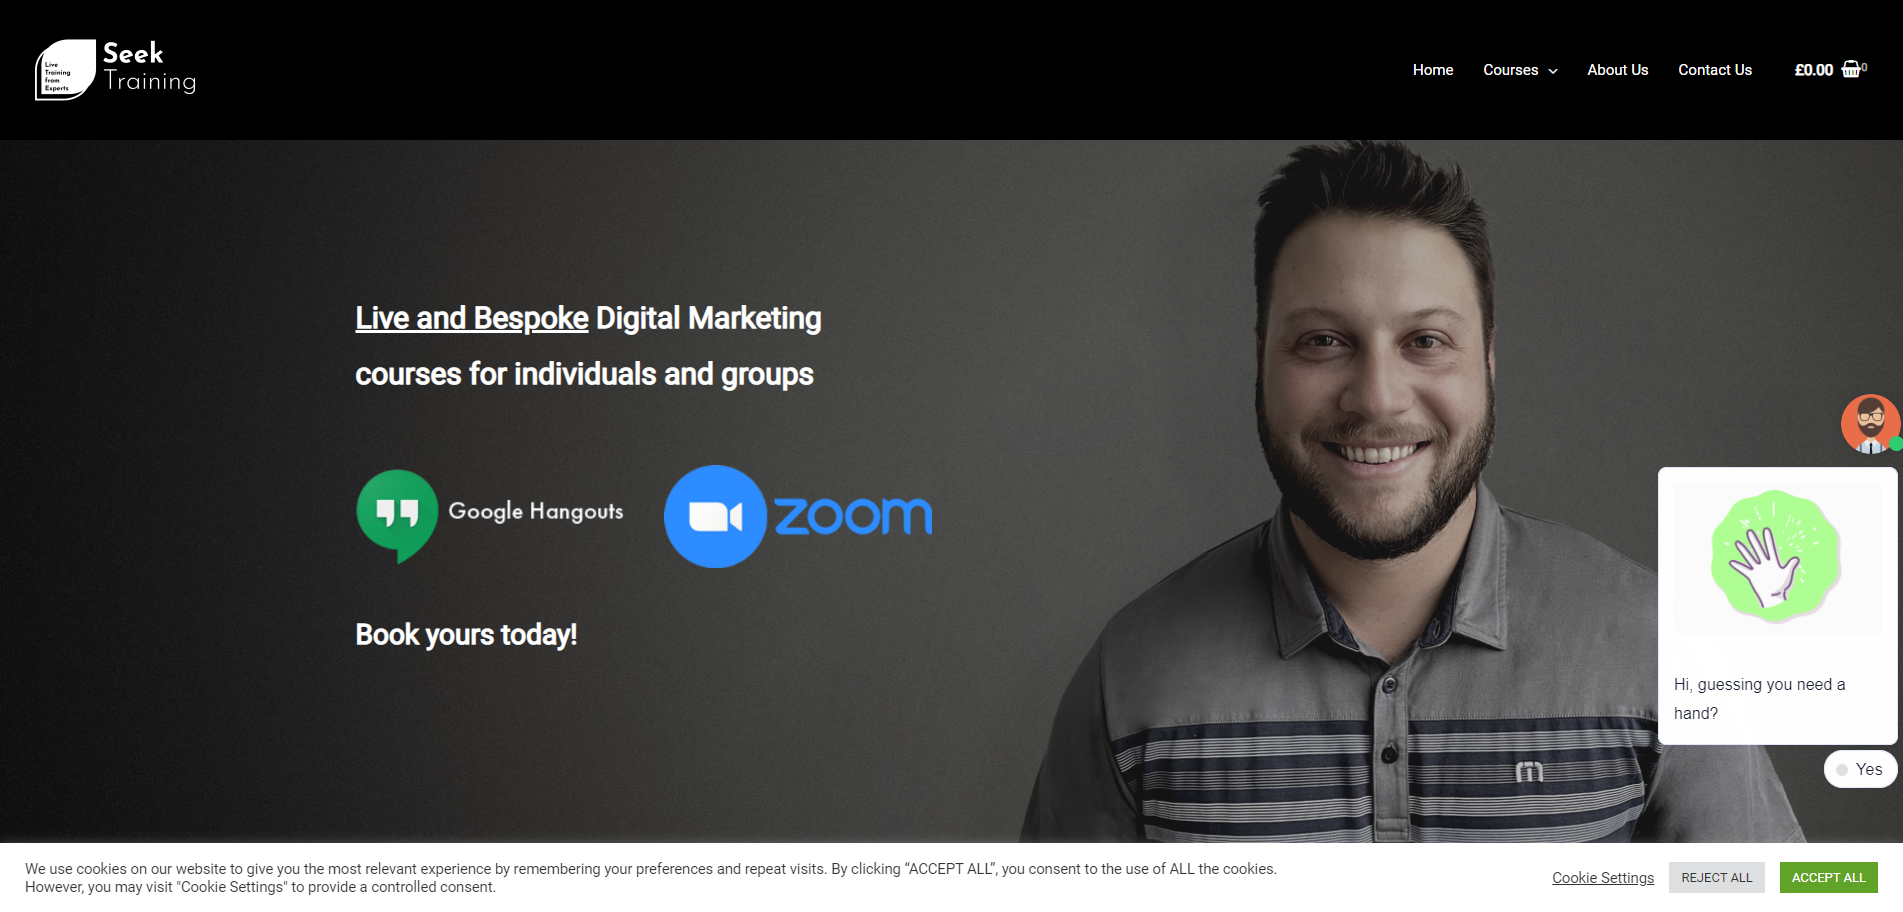 Live
Training
from
Experts
Seek
Training
Home
Courses
About Us
Contact Us
£0.00
0
Live and Bespoke Digital Marketing
courses for individuals and groups
Google Hangouts
zoom
Book yours today!
Hi, guessing you need a
hand?
Yes
We use cookies on our website to give you the most relevant experience by remembering your preferences and repeat visits. By clicking “ACCEPT ALL”, you consent to the use of ALL the cookies.
However, you may visit "Cookie Settings" to provide a controlled consent.
Cookie Settings
REJECT ALL
ACCEPT ALL